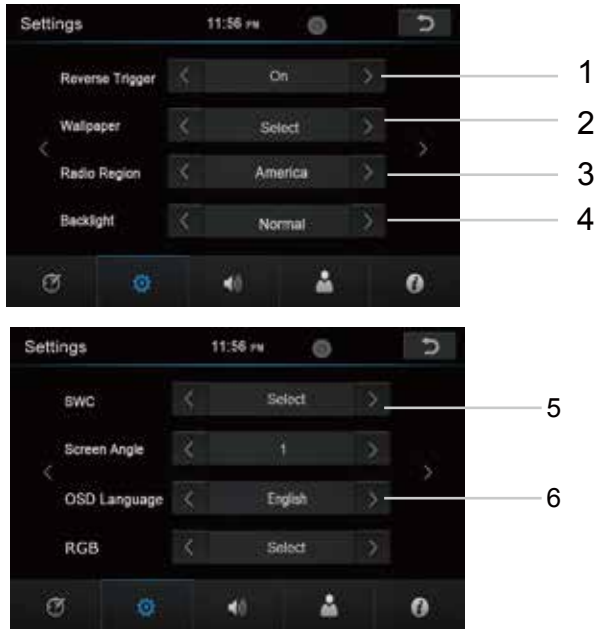 Settings 11:56 PM
Reverse Trigger On 1
Wallpaper Select 2
Radio Region America 3
Backlight Normal 4
Settings 11:56 PM
SWC Select 5
Screen Angle 1
OSD Language English 6
RGB Select